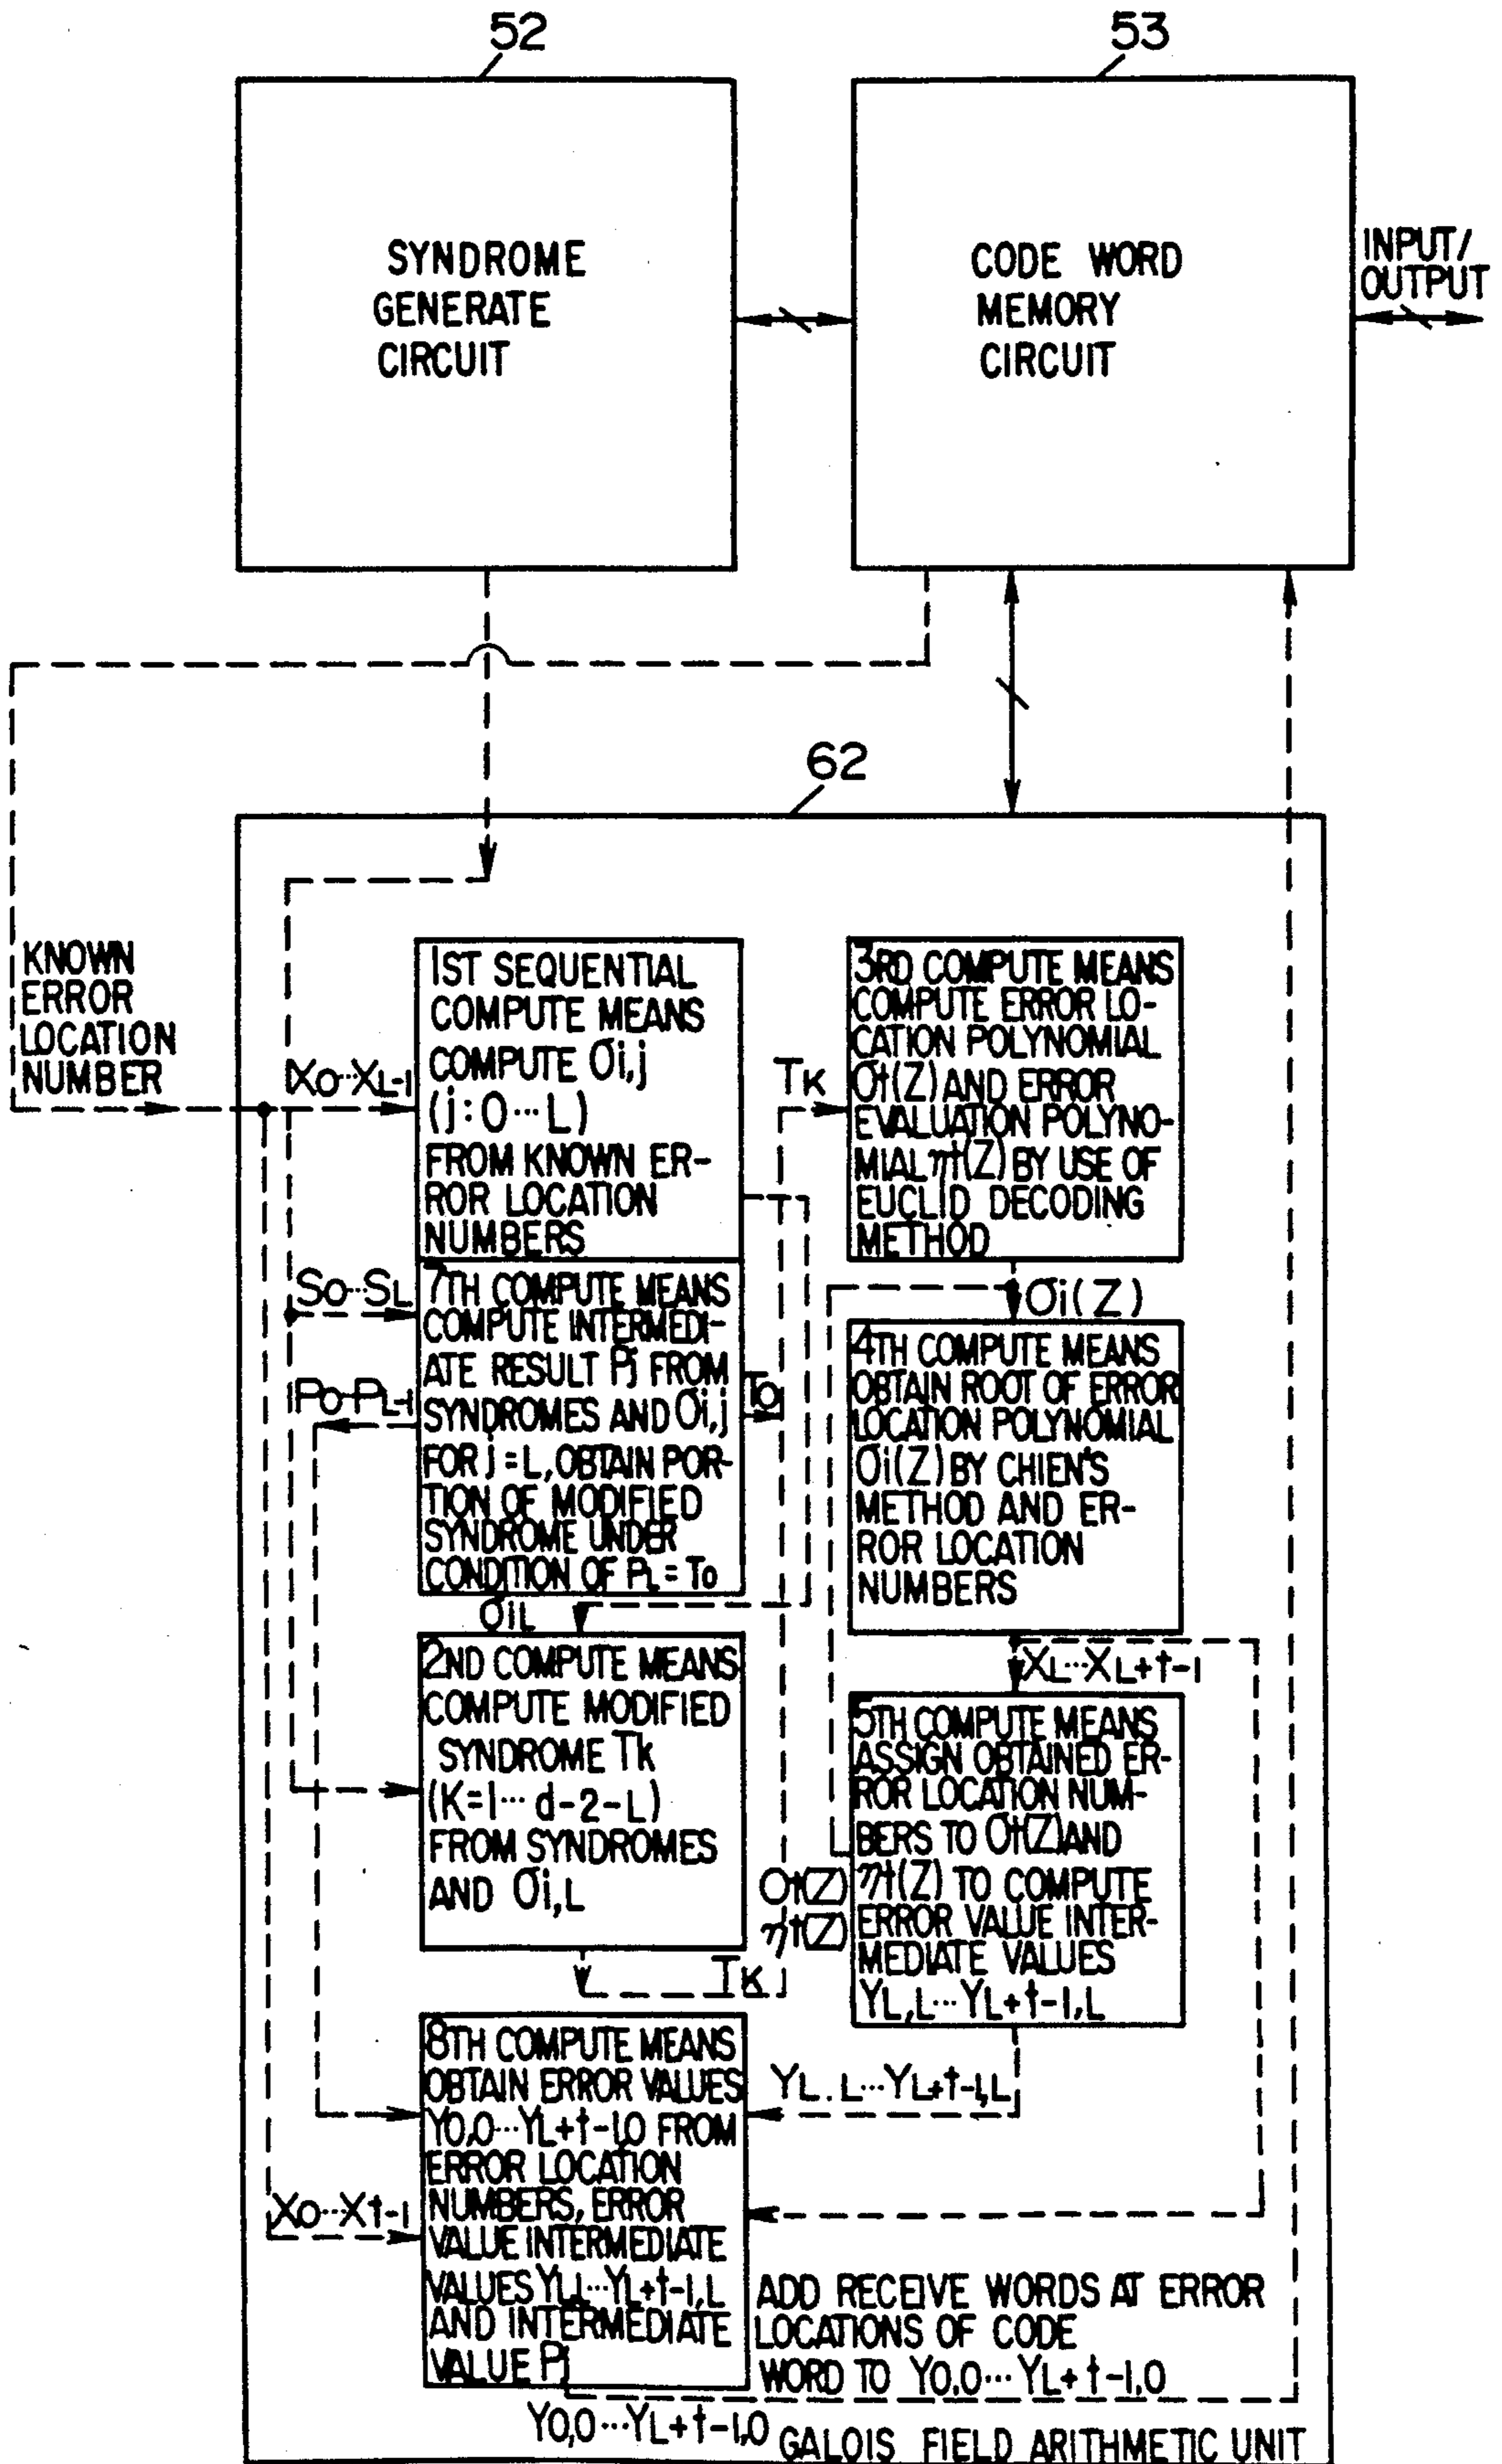 52
53
SYNDROME
GENERATE
CIRCUIT
CODE WORD
MEMORY
CIRCUIT
INPUT/
OUTPUT
62
KNOWN
ERROR
LOCATION
NUMBER
X0···XL-1
1ST SEQUENTIAL
COMPUTE MEANS
COMPUTE σi,j
(j:0···L)
FROM KNOWN ER-
ROR LOCATION
NUMBERS
S0···SL
P0-PL-1
7TH COMPUTE MEANS
COMPUTE INTERMEDI-
ATE RESULT Pj FROM
SYNDROMES AND σi,j
FOR j=L, OBTAIN POR-
TION OF MODIFIED
SYNDROME UNDER
CONDITION OF PL=T0
T0
σiL
2ND COMPUTE MEANS
COMPUTE MODIFIED
SYNDROME Tk
(K=1··· d-2-L)
FROM SYNDROMES
AND σi,L
TK
TK
3RD COMPUTE MEANS
COMPUTE ERROR LO-
CATION POLYNOMIAL
σt(Z) AND ERROR
EVALUATION POLYNO-
MIAL ηt(Z) BY USE OF
EUCLID DECODING
METHOD
σi(Z)
4TH COMPUTE MEANS
OBTAIN ROOT OF ERROR
LOCATION POLYNOMIAL
σi(Z) BY CHIEN'S
METHOD AND ER-
ROR LOCATION
NUMBERS
XL···XL+t-1
5TH COMPUTE MEANS
ASSIGN OBTAINED ER-
ROR LOCATION NUM-
BERS TO σt(Z) AND
ηt(Z) TO COMPUTE
ERROR VALUE INTER-
MEDIATE VALUES
YL,L···YL+t-1,L
σt(Z)
ηt(Z)
YL.L···YL+t-1,L
8TH COMPUTE MEANS
OBTAIN ERROR VALUES
Y0,0···YL+t-1,0 FROM
ERROR LOCATION
NUMBERS, ERROR
VALUE INTERMEDIATE
VALUES YL,L···YL+t-1,L
AND INTERMEDIATE
VALUE Pj
X0···Xt-1
ADD RECEIVE WORDS AT ERROR
LOCATIONS OF CODE
WORD TO Y0,0···YL+t-1,0
Y0,0···YL+t-1,0
GALOIS FIELD ARITHMETIC UNIT